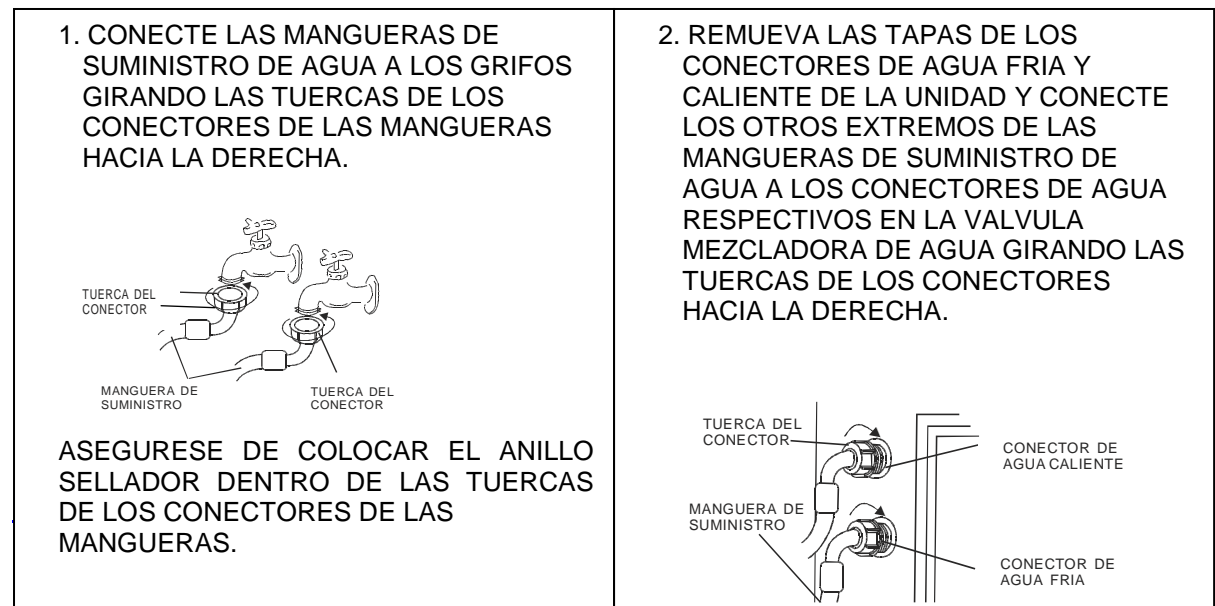 1. CONECTE LAS MANGUERAS DE
SUMINISTRO DE AGUA A LOS GRIFOS
GIRANDO LAS TUERCAS DE LOS
CONECTORES DE LAS MANGUERAS
HACIA LA DERECHA.
TUERCA DEL
CONECTOR
MANGUERA DE
SUMINISTRO
TUERCA DEL
CONECTOR
ASEGURESE DE COLOCAR EL ANILLO
SELLADOR DENTRO DE LAS TUERCAS
DE LOS CONECTORES DE LAS
MANGUERAS.
2. REMUEVA LAS TAPAS DE LOS
CONECTORES DE AGUA FRIA Y
CALIENTE DE LA UNIDAD Y CONECTE
LOS OTROS EXTREMOS DE LAS
MANGUERAS DE SUMINISTRO DE
AGUA A LOS CONECTORES DE AGUA
RESPECTIVOS EN LA VALVULA
MEZCLADORA DE AGUA GIRANDO LAS
TUERCAS DE LOS CONECTORES
HACIA LA DERECHA.
TUERCA DEL
CONECTOR
CONECTOR DE
AGUA CALIENTE
MANGUERA DE
SUMINISTRO
CONECTOR DE
AGUA FRIA